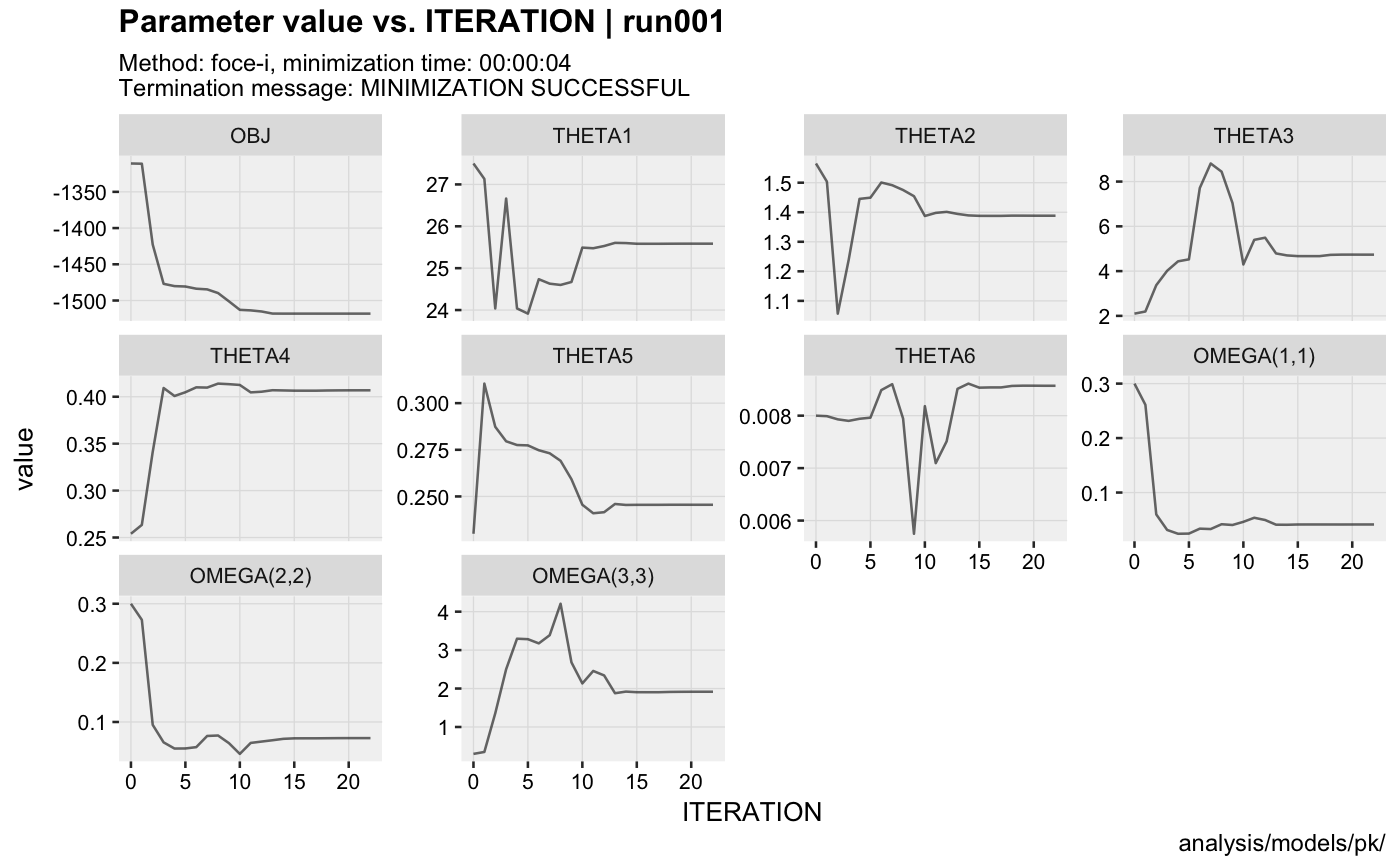 Parameter value vs. ITERATION | run001
Method: foce-i, minimization time: 00:00:04
Termination message: MINIMIZATION SUCCESSFUL
OBJ
THETA1
THETA2
THETA3
-1350
-1400
-1450
-1500
27
26
25
24
1.5
1.4
1.3
1.2
1.1
8
6
4
2
THETA4
THETA5
THETA6
OMEGA(1,1)
0.40
0.35
0.30
0.25
0.300
0.275
0.250
0.008
0.007
0.006
0.3
0.2
0.1
0 5 10 15 20
0 5 10 15 20
OMEGA(2,2)
OMEGA(3,3)
0.3
0.2
0.1
4
3
2
1
0 5 10 15 20
0 5 10 15 20
value
ITERATION
analysis/models/pk/